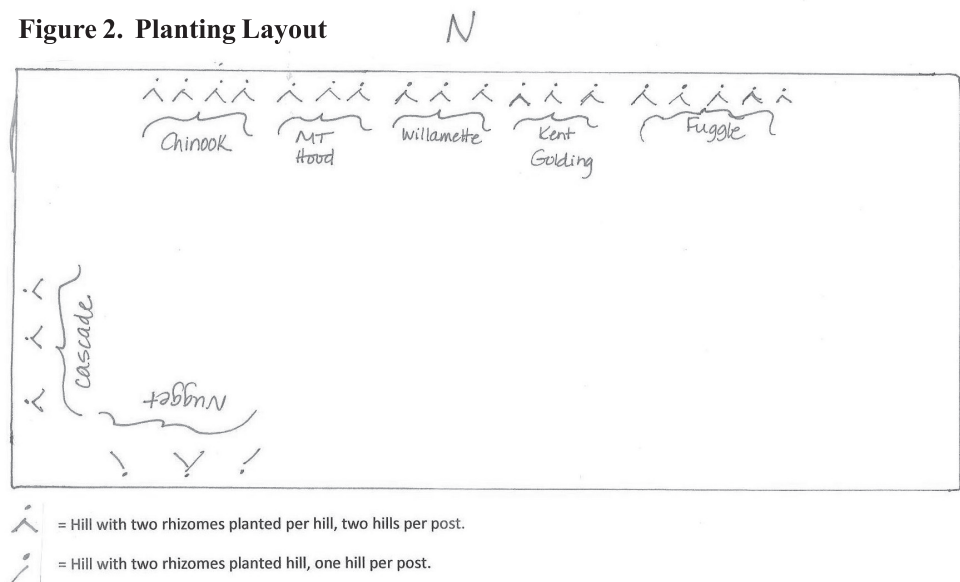 Figure 2. Planting Layout
N
Chinook
MT
Hood
Willamette
Kent
Golding
Fuggle
cascade
Nugget
= Hill with two rhizomes planted per hill, two hills per post.
= Hill with two rhizomes planted hill, one hill per post.